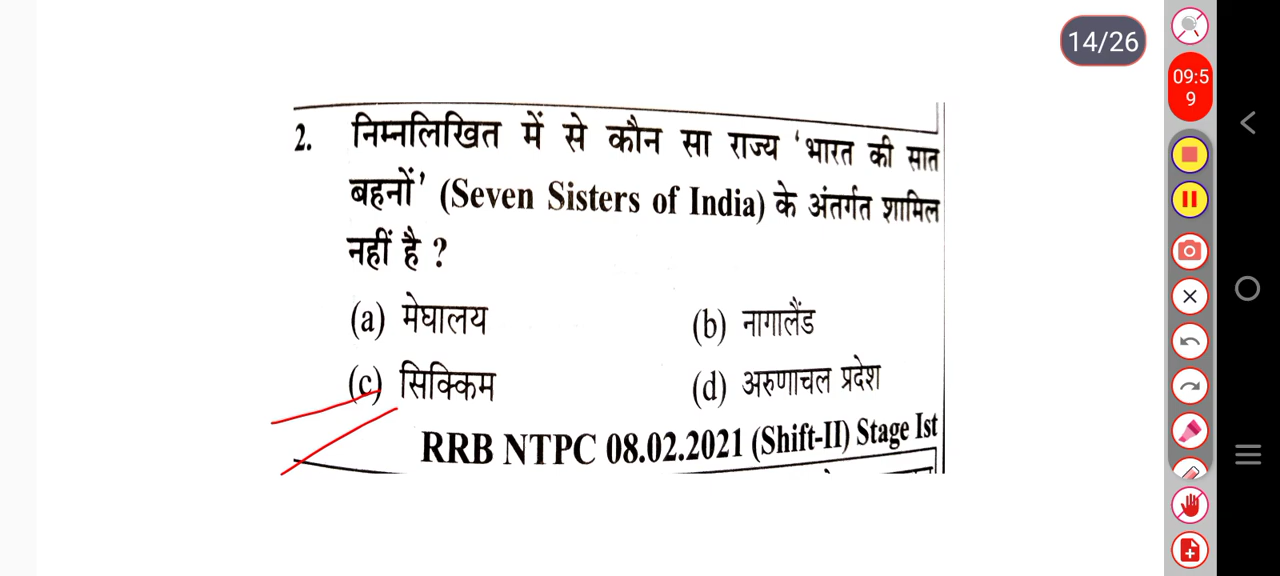 14/26
09:5
9
2. निम्नलिखित में से कौन सा राज्य 'भारत की सात
बहनों' (Seven Sisters of India) के अंतर्गत शामिल
नहीं है ?
(a) मेघालय (b) नागालैंड
(c) सिक्किम (d) अरुणाचल प्रदेश
RRB NTPC 08.02.2021 (Shift-II) Stage Ist